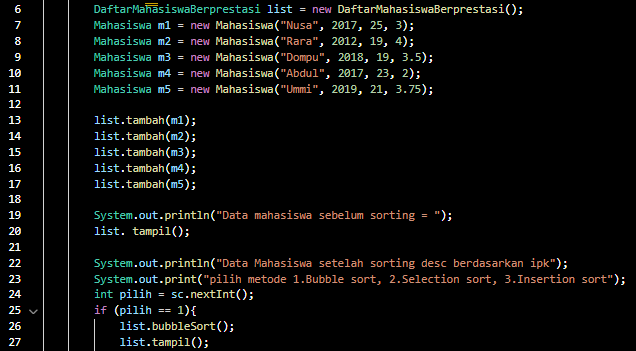 6 DaftarMahasiswaBerprestasi list = new DaftarMahasiswaBerprestasi();
7 Mahasiswa m1 = new Mahasiswa("Nusa", 2017, 25, 3);
8 Mahasiswa m2 = new Mahasiswa("Rara", 2012, 19, 4);
9 Mahasiswa m3 = new Mahasiswa("Dompu", 2018, 19, 3.5);
10 Mahasiswa m4 = new Mahasiswa("Abdul", 2017, 23, 2);
11 Mahasiswa m5 = new Mahasiswa("Ummi", 2019, 21, 3.75);
12
13 list.tambah(m1);
14 list.tambah(m2);
15 list.tambah(m3);
16 list.tambah(m4);
17 list.tambah(m5);
18
19 System.out.println("Data mahasiswa sebelum sorting = ");
20 list. tampil();
21
22 System.out.println("Data Mahasiswa setelah sorting desc berdasarkan ipk");
23 System.out.print("pilih metode 1.Bubble sort, 2.Selection sort, 3.Insertion sort");
24 int pilih = sc.nextInt();
25 if (pilih == 1){
26 list.bubbleSort();
27 list.tampil();